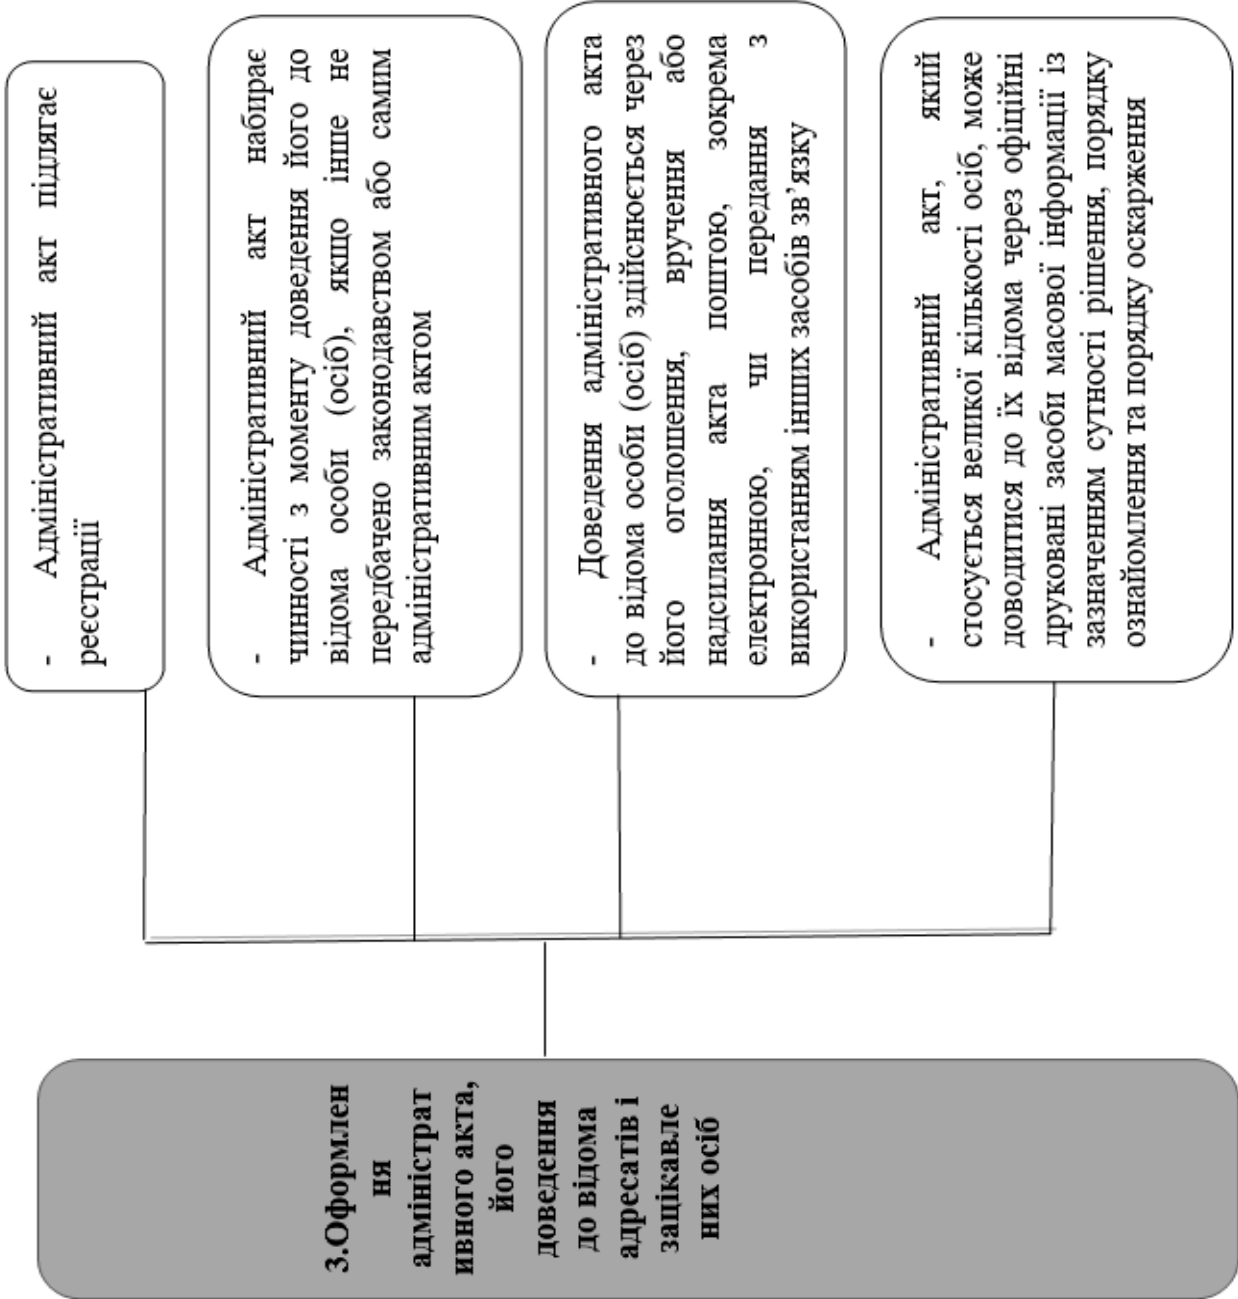 3.Оформлен
ня
адміністрат
ивного акта,
його
доведення
до відома
адресатів і
зацікавле
них осіб
- Адміністративний акт підлягає
реєстрації
- Адміністративний акт набирає
чинності з моменту доведення його до
відома особи (осіб), якщо інше не
передбачено законодавством або самим
адміністративним актом
- Доведення адміністративного акта
до відома особи (осіб) здійснюється через
його оголошення, вручення або
надсилання акта поштою, зокрема
електронною, чи передання з
використанням інших засобів зв’язку
- Адміністративний акт, який
стосується великої кількості осіб, може
доводитися до їх відома через офіційні
друковані засоби масової інформації із
зазначенням сутності рішення, порядку
ознайомлення та порядку оскарження